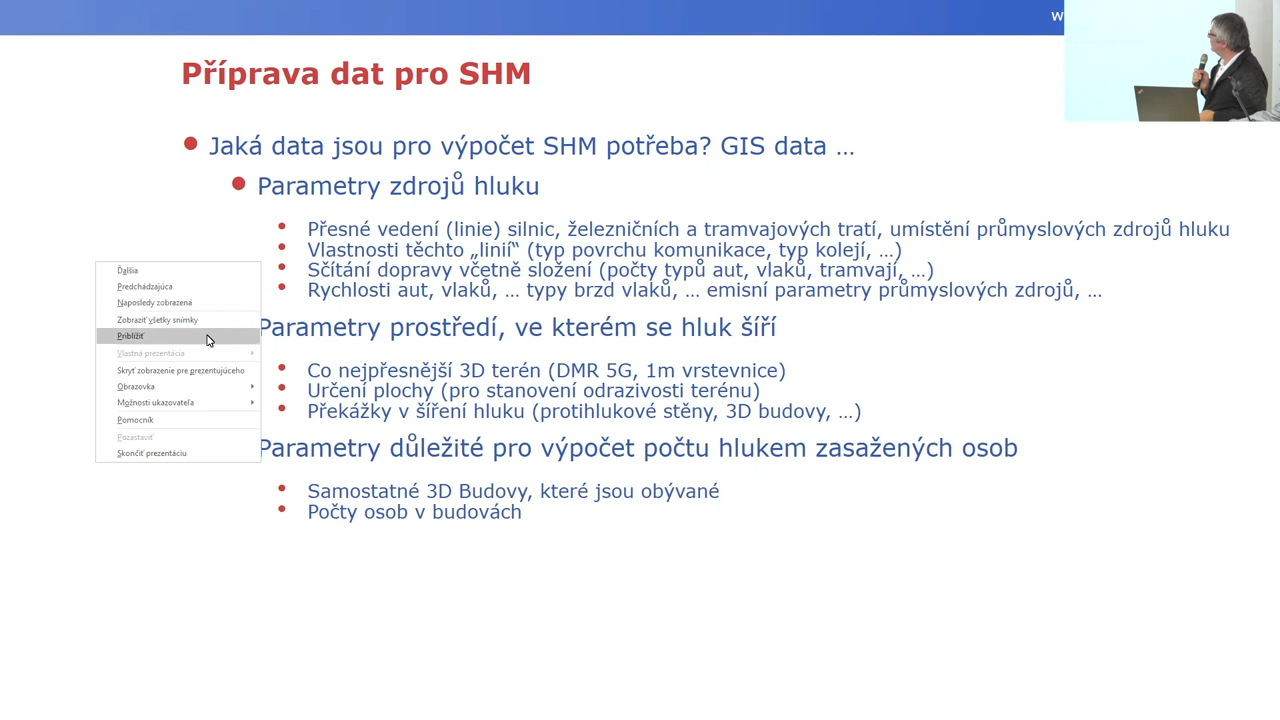 w
Příprava dat pro SHM
Jaká data jsou pro výpočet SHM potřeba? GIS data …
Parametry zdrojů hluku
Přesné vedení (linie) silnic, železničních a tramvajových tratí, umístění průmyslových zdrojů hluku
Vlastnosti těchto „linií“ (typ povrchu komunikace, typ kolejí, …)
Sčítání dopravy včetně složení (počty typů aut, vlaků, tramvají, …)
Rychlosti aut, vlaků, … typy brzd vlaků, … emisní parametry průmyslových zdrojů, …
Parametry prostředí, ve kterém se hluk šíří
Co nejpřesnější 3D terén (DMR 5G, 1m vrstevnice)
Určení plochy (pro stanovení odrazivosti terénu)
Překážky v šíření hluku (protihlukové stěny, 3D budovy, …)
Parametry důležité pro výpočet počtu hlukem zasažených osob
Samostatné 3D Budovy, které jsou obývané
Počty osob v budovách
Ďalšia
Predchádzajúca
Naposledy zobrazená
Zobraziť všetky snímky
Priblížiť
Vlastná prezentácia
Skryť zobrazenie pre prezentujúceho
Obrazovka
Možnosti ukazovateľa
Pomocník
Pozastaviť
Skončiť prezentáciu